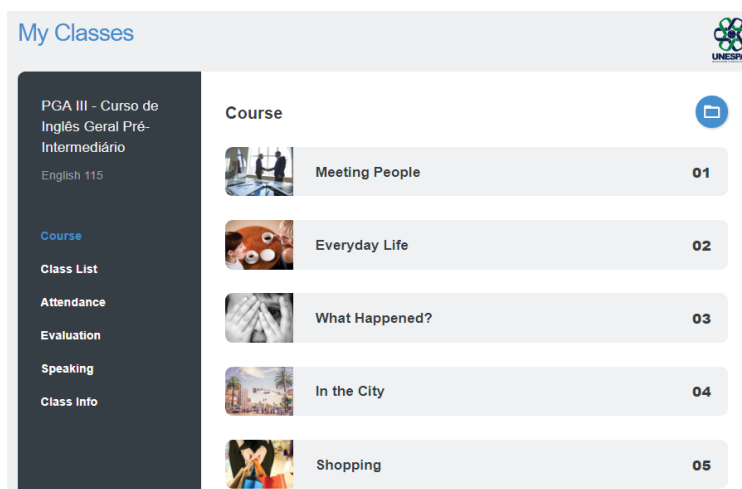 My Classes
UNESPA
PGA III - Curso de
Inglês Geral Pré-
Intermediário
English 115
Course
Class List
Attendance
Evaluation
Speaking
Class Info
Course
Meeting People 01
Everyday Life 02
What Happened? 03
In the City 04
Shopping 05